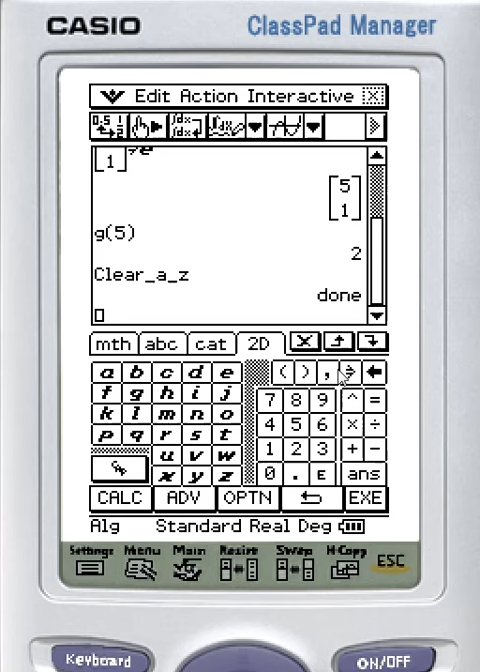 CASIO ClassPad Manager
Edit Action Interactive
[1]⇒e
[5
1]
g(5)
2
Clear_a_z
done
mth abc cat 2D
a b c d e ( ) , ⇒ ←
f g h i j 7 8 9 ^ =
k l m n o 4 5 6 × ÷
p q r s t 1 2 3 + −
u v w 0 . E ans
x y z
CALC ADV OPTN EXE
Alg Standard Real Deg
Settings Menu Main Resize Swap H-Copy ESC
Keyboard ON/OFF